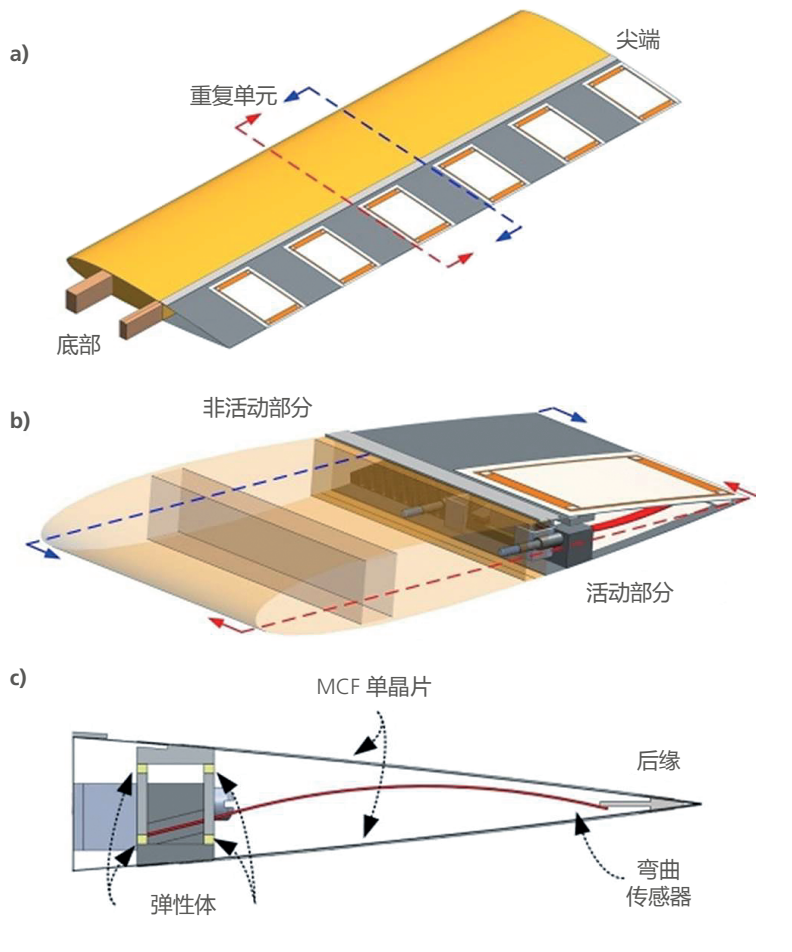 a)
尖端
重复单元
底部
b)
非活动部分
活动部分
c)
MCF 单晶片
后缘
弹性体
弯曲
传感器